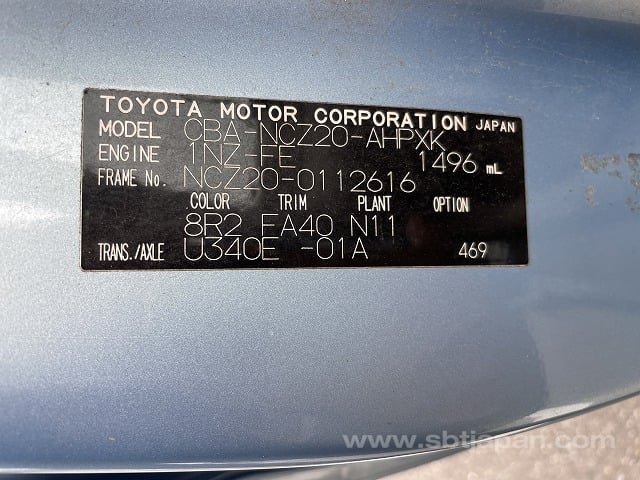 TOYOTA MOTOR CORPORATION JAPAN
MODEL CBA-NCZ20-AHPXK
ENGINE 1NZ-FE 1496 mL
FRAME No. NCZ20-0112616
COLOR TRIM PLANT OPTION
8R2 EA40 N11
TRANS./AXLE U340E -01A 469
www.sbtjapan.com